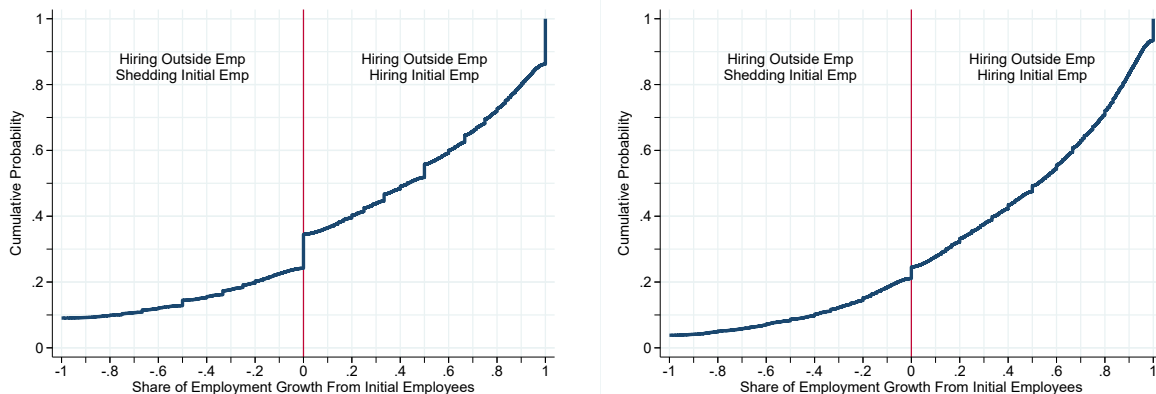 1
.8
.6
.4
.2
0
Cumulative Probability
Hiring Outside Emp
Shedding Initial Emp
Hiring Outside Emp
Hiring Initial Emp
-1 -.8 -.6 -.4 -.2 0 .2 .4 .6 .8 1
Share of Employment Growth From Initial Employees
1
.8
.6
.4
.2
0
Cumulative Probability
Hiring Outside Emp
Shedding Initial Emp
Hiring Outside Emp
Hiring Initial Emp
-1 -.8 -.6 -.4 -.2 0 .2 .4 .6 .8 1
Share of Employment Growth From Initial Employees